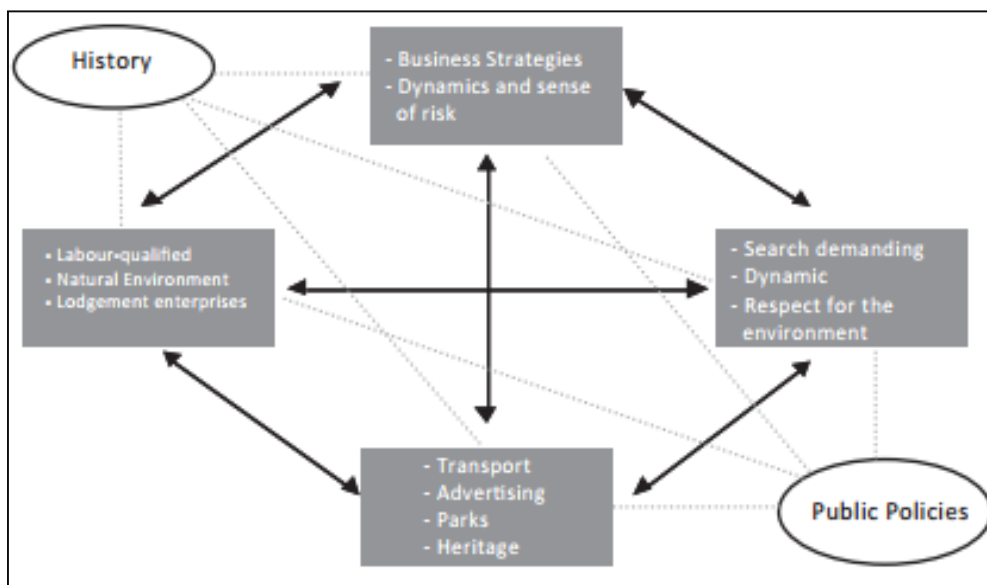 History
- Business Strategies
- Dynamics and sense
of risk
▪ Labour-qualified
▪ Natural Environment
▪ Lodgement enterprises
- Search demanding
- Dynamic
- Respect for the
environment
- Transport
- Advertising
- Parks
- Heritage
Public Policies